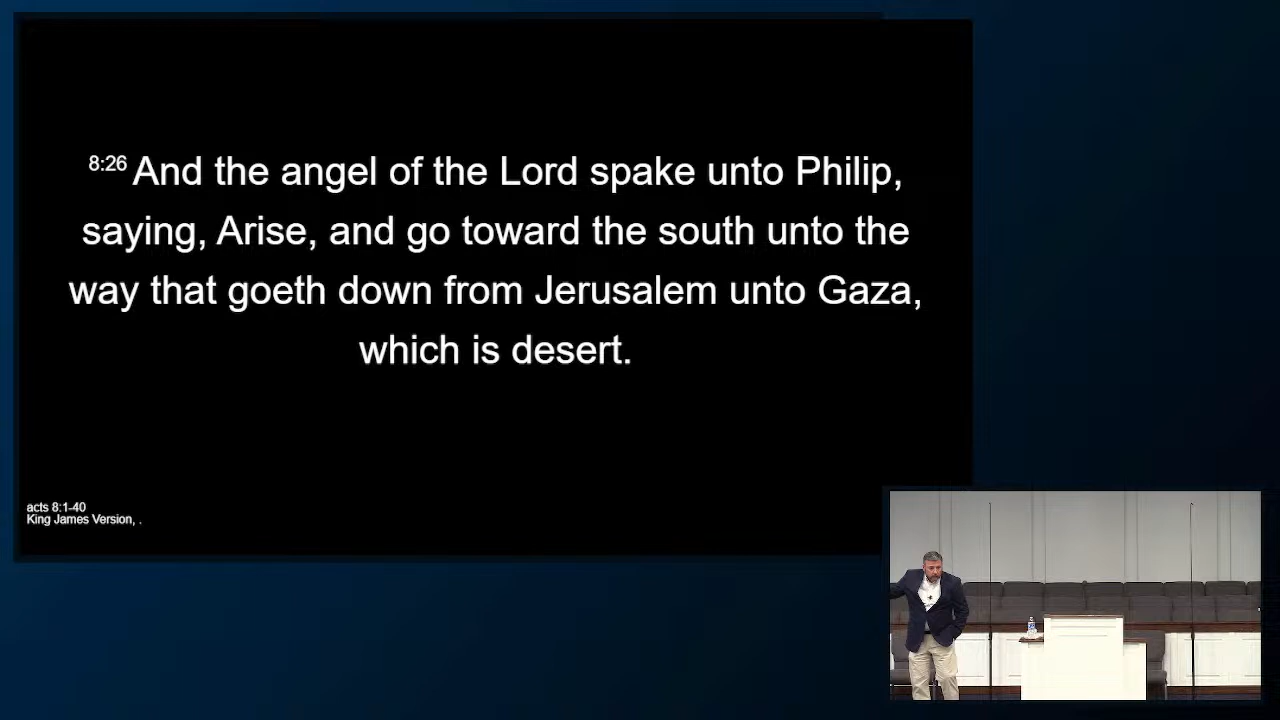 8:26 And the angel of the Lord spake unto Philip,
saying, Arise, and go toward the south unto the
way that goeth down from Jerusalem unto Gaza,
which is desert.
acts 8:1-40
King James Version, .